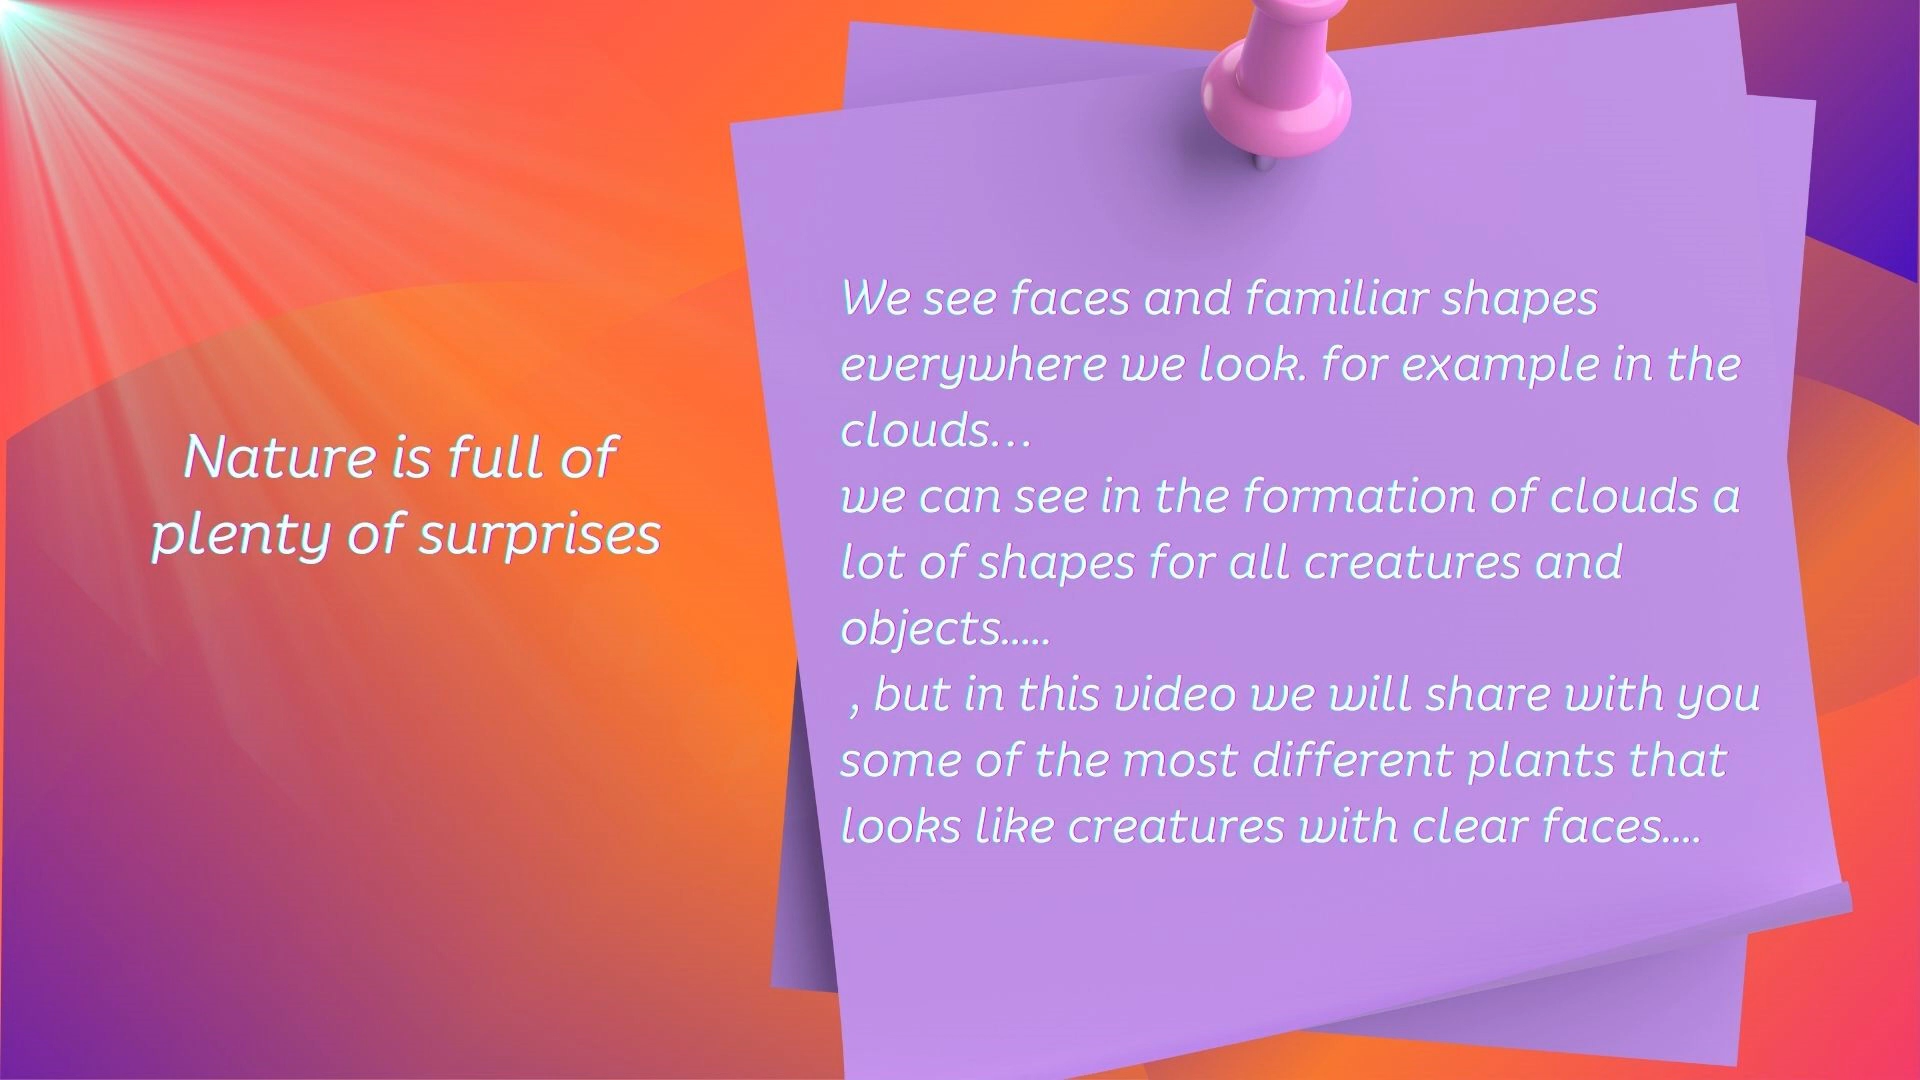 Nature is full of
plenty of surprises
We see faces and familiar shapes
everywhere we look. for example in the
clouds...
we can see in the formation of clouds a
lot of shapes for all creatures and
objects.....
, but in this video we will share with you
some of the most different plants that
looks like creatures with clear faces....